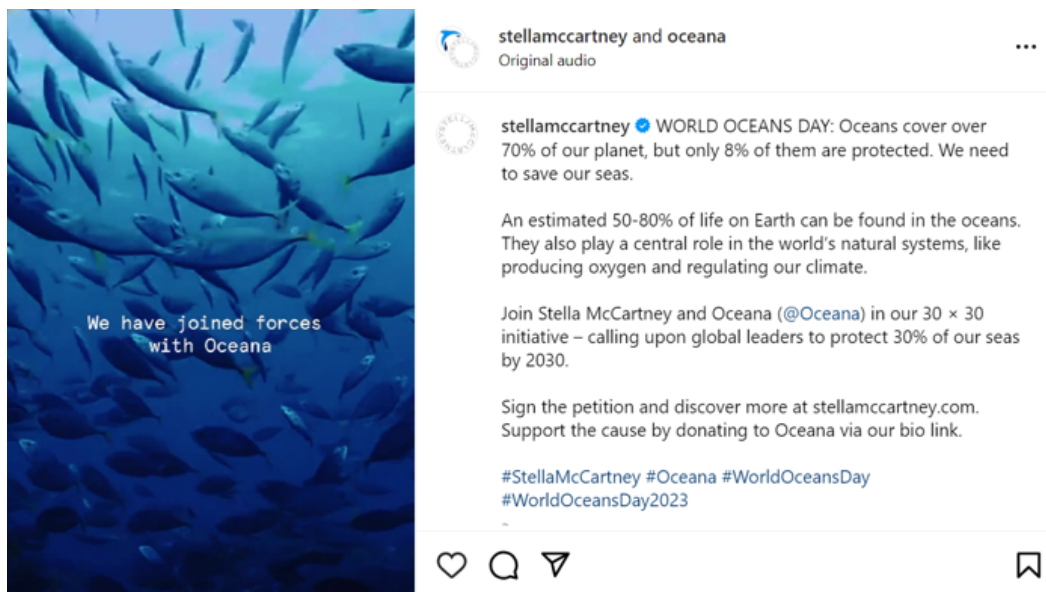 We have joined forces
with Oceana
stellamccartney and oceana
Original audio
stellamccartney WORLD OCEANS DAY: Oceans cover over
70% of our planet, but only 8% of them are protected. We need
to save our seas.
An estimated 50-80% of life on Earth can be found in the oceans.
They also play a central role in the world's natural systems, like
producing oxygen and regulating our climate.
Join Stella McCartney and Oceana (@Oceana) in our 30 × 30
initiative – calling upon global leaders to protect 30% of our seas
by 2030.
Sign the petition and discover more at stellamccartney.com.
Support the cause by donating to Oceana via our bio link.
#StellaMcCartney #Oceana #WorldOceansDay
#WorldOceansDay2023